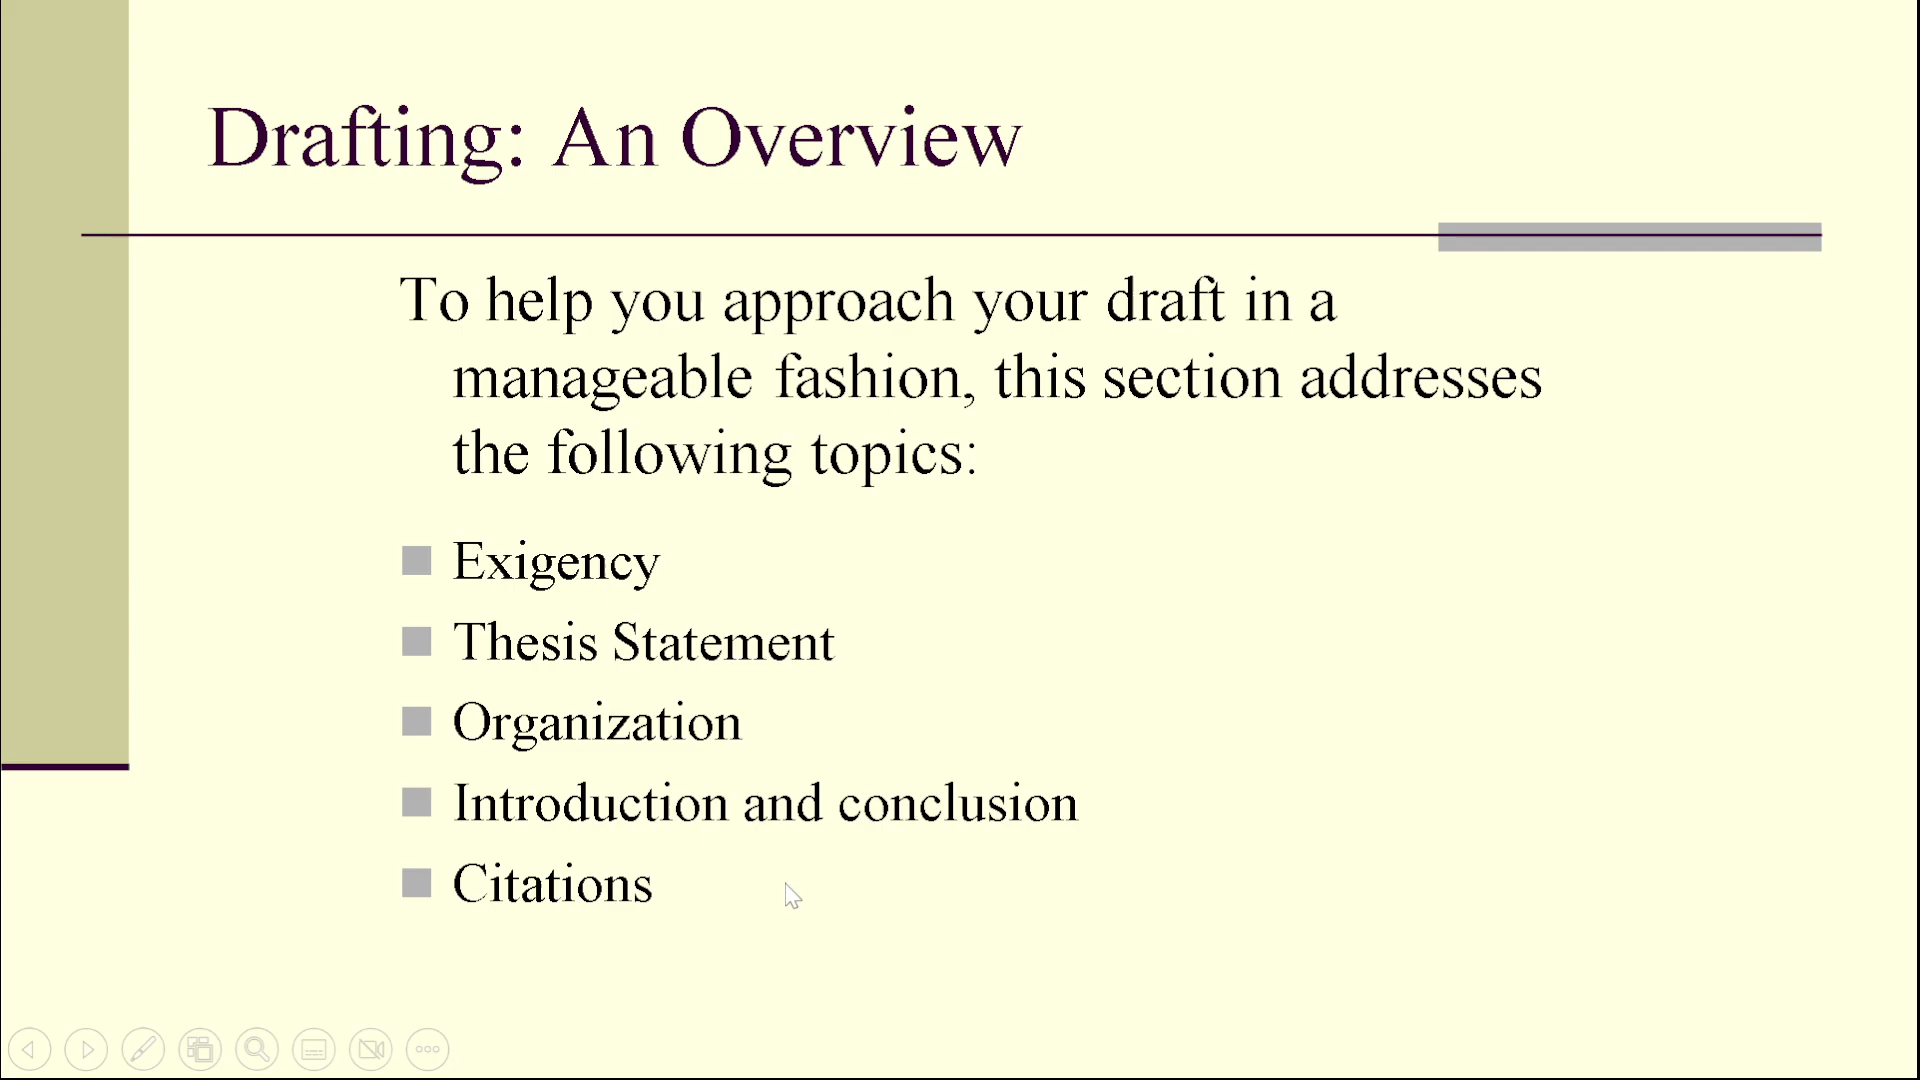 Drafting: An Overview
To help you approach your draft in a
manageable fashion, this section addresses
the following topics:
Exigency
Thesis Statement
Organization
Introduction and conclusion
Citations